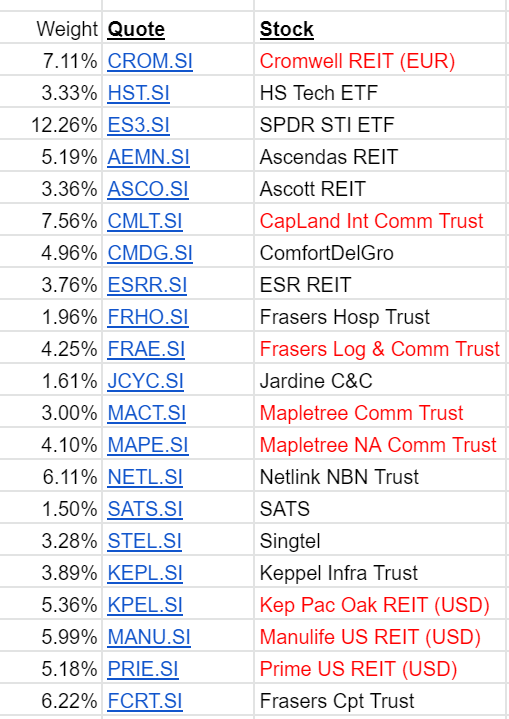 Weight Quote Stock
7.11% CROM.SI Cromwell REIT (EUR)
3.33% HST.SI HS Tech ETF
12.26% ES3.SI SPDR STI ETF
5.19% AEMN.SI Ascendas REIT
3.36% ASCO.SI Ascott REIT
7.56% CMLT.SI CapLand Int Comm Trust
4.96% CMDG.SI ComfortDelGro
3.76% ESRR.SI ESR REIT
1.96% FRHO.SI Frasers Hosp Trust
4.25% FRAE.SI Frasers Log & Comm Trust
1.61% JCYC.SI Jardine C&C
3.00% MACT.SI Mapletree Comm Trust
4.10% MAPE.SI Mapletree NA Comm Trust
6.11% NETL.SI Netlink NBN Trust
1.50% SATS.SI SATS
3.28% STEL.SI Singtel
3.89% KEPL.SI Keppel Infra Trust
5.36% KPEL.SI Kep Pac Oak REIT (USD)
5.99% MANU.SI Manulife US REIT (USD)
5.18% PRIE.SI Prime US REIT (USD)
6.22% FCRT.SI Frasers Cpt Trust